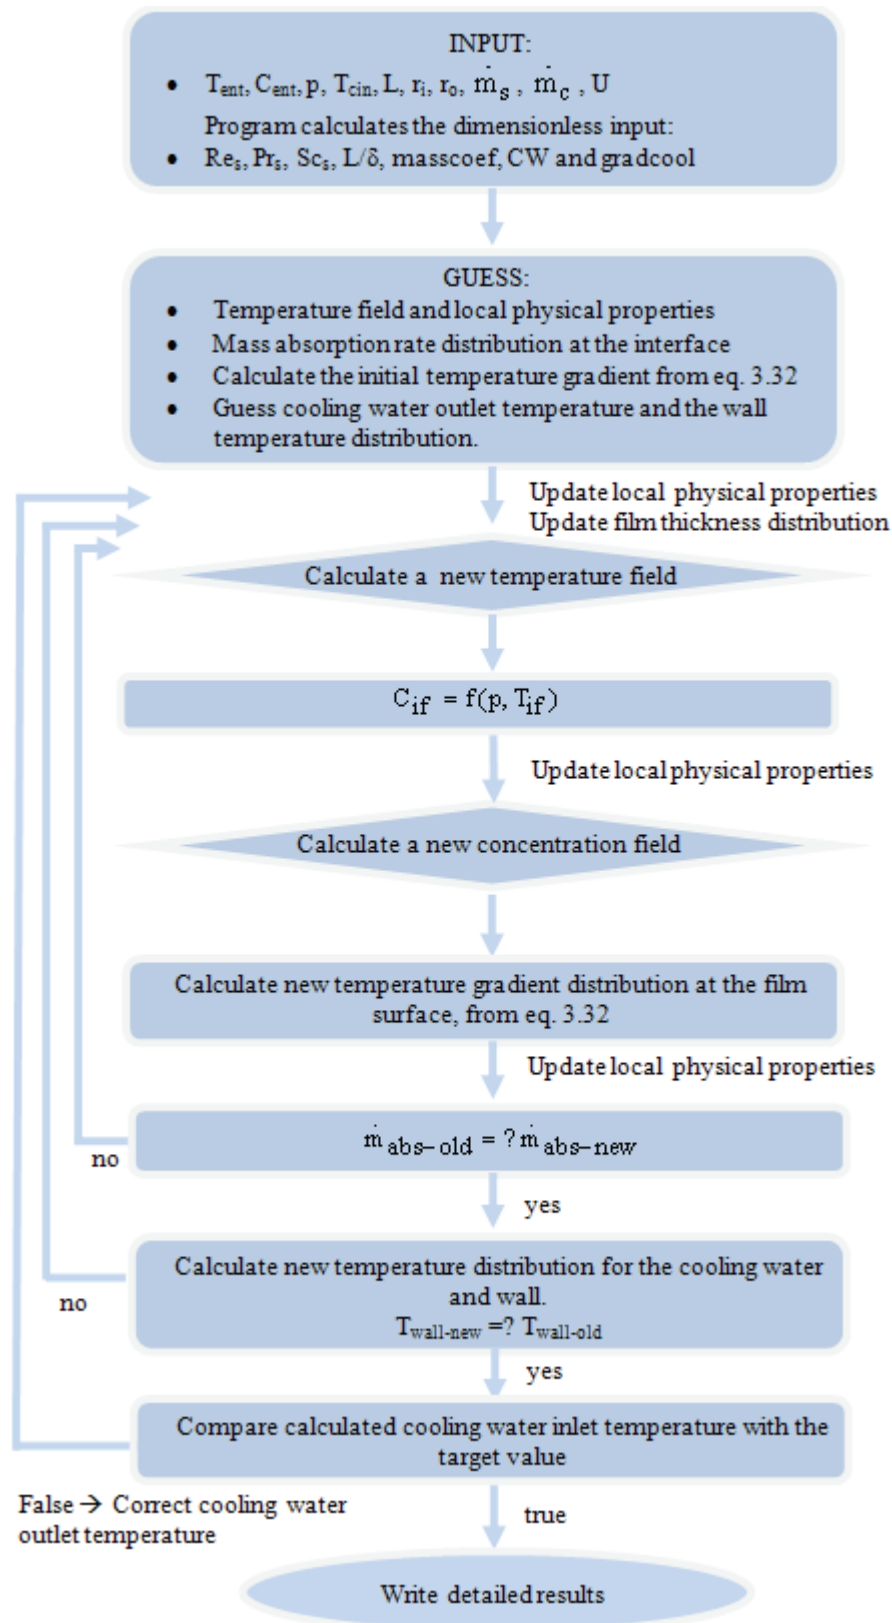 INPUT:
• T_ent, C_ent, p, T_cin, L, r_i, r_o, ṁ_s , ṁ_c , U
Program calculates the dimensionless input:
• Re_s, Pr_s, Sc_s, L/δ, masscoef, CW and gradcool
GUESS:
• Temperature field and local physical properties
• Mass absorption rate distribution at the interface
• Calculate the initial temperature gradient from eq. 3.32
• Guess cooling water outlet temperature and the wall
temperature distribution.
Update local physical properties
Update film thickness distribution
Calculate a new temperature field
C_if = f(p, T_if)
Update local physical properties
Calculate a new concentration field
Calculate new temperature gradient distribution at the film
surface, from eq. 3.32
Update local physical properties
ṁ_abs-old = ? ṁ_abs-new
no
yes
Calculate new temperature distribution for the cooling water
and wall.
T_wall-new =? T_wall-old
no
yes
Compare calculated cooling water inlet temperature with the
target value
False → Correct cooling water
outlet temperature
true
Write detailed results